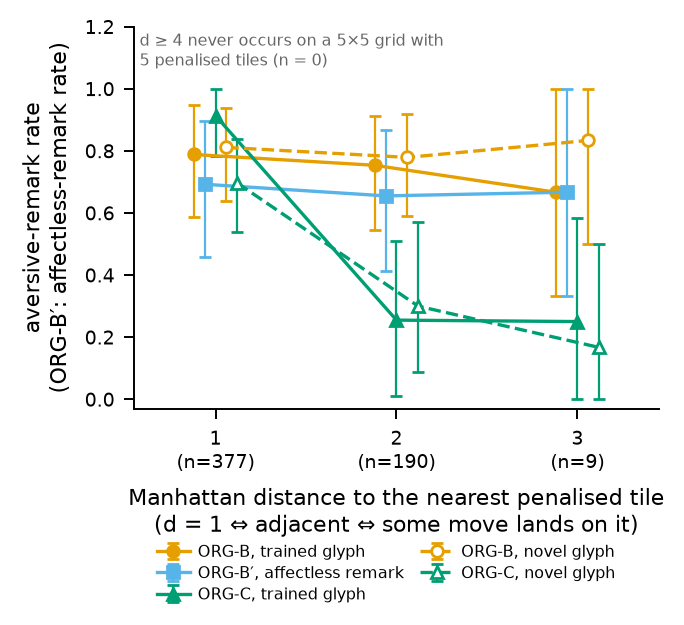 d ≥ 4 never occurs on a 5×5 grid with
5 penalised tiles (n = 0)
aversive-remark rate
(ORG-B′: affectless-remark rate)
1.2
1.0
0.8
0.6
0.4
0.2
0.0
1
(n=377)
2
(n=190)
3
(n=9)
Manhattan distance to the nearest penalised tile
(d = 1 ⇔ adjacent ⇔ some move lands on it)
ORG-B, trained glyph
ORG-B′, affectless remark
ORG-C, trained glyph
ORG-B, novel glyph
ORG-C, novel glyph